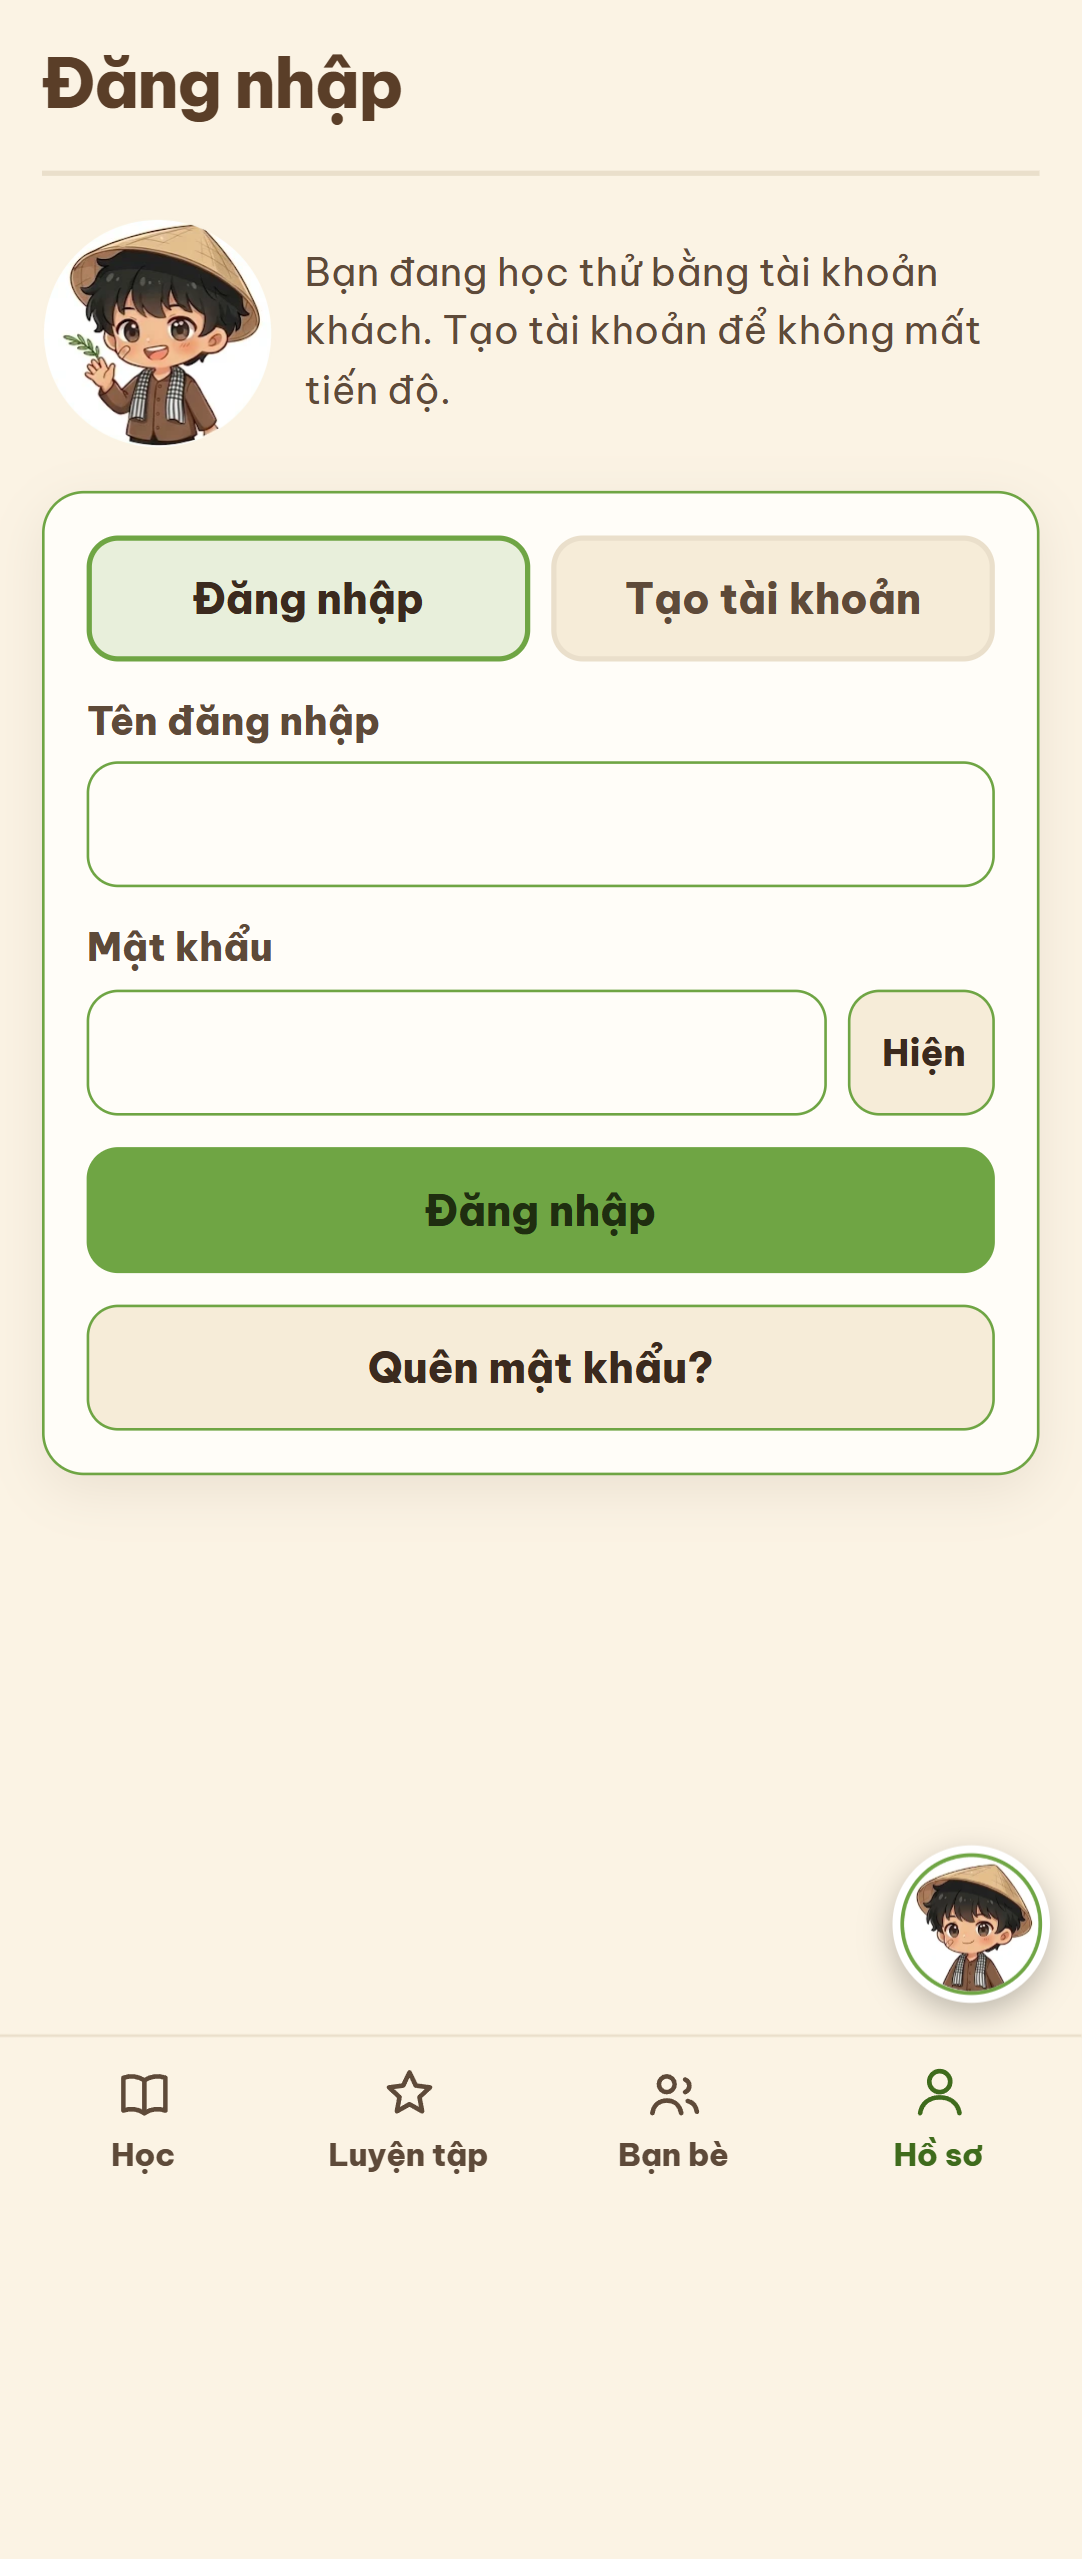 Đăng nhập
Bạn đang học thử bằng tài khoản
khách. Tạo tài khoản để không mất
tiến độ.
Đăng nhập
Tạo tài khoản
Tên đăng nhập
Mật khẩu
Hiện
Đăng nhập
Quên mật khẩu?
Học
Luyện tập
Bạn bè
Hồ sơ